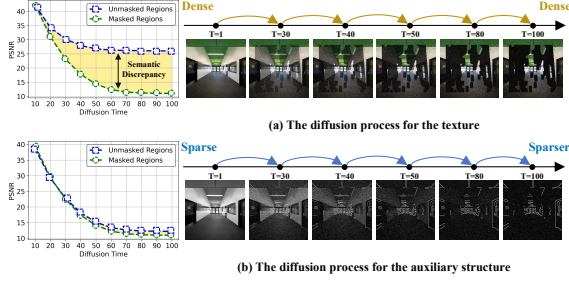 Dense Dense
T=1 T=30 T=40 T=50 T=80 T=100
40
35
30
25
20
15
10
PSNR
Unmasked Regions
Masked Regions
Semantic
Discrepancy
10 20 30 40 50 60 70 80 90 100
Diffusion Time
(a) The diffusion process for the texture
Sparse Sparser
T=1 T=30 T=40 T=50 T=80 T=100
40
35
30
25
20
15
10
PSNR
Unmasked Regions
Masked Regions
10 20 30 40 50 60 70 80 90 100
Diffusion Time
(b) The diffusion process for the auxiliary structure